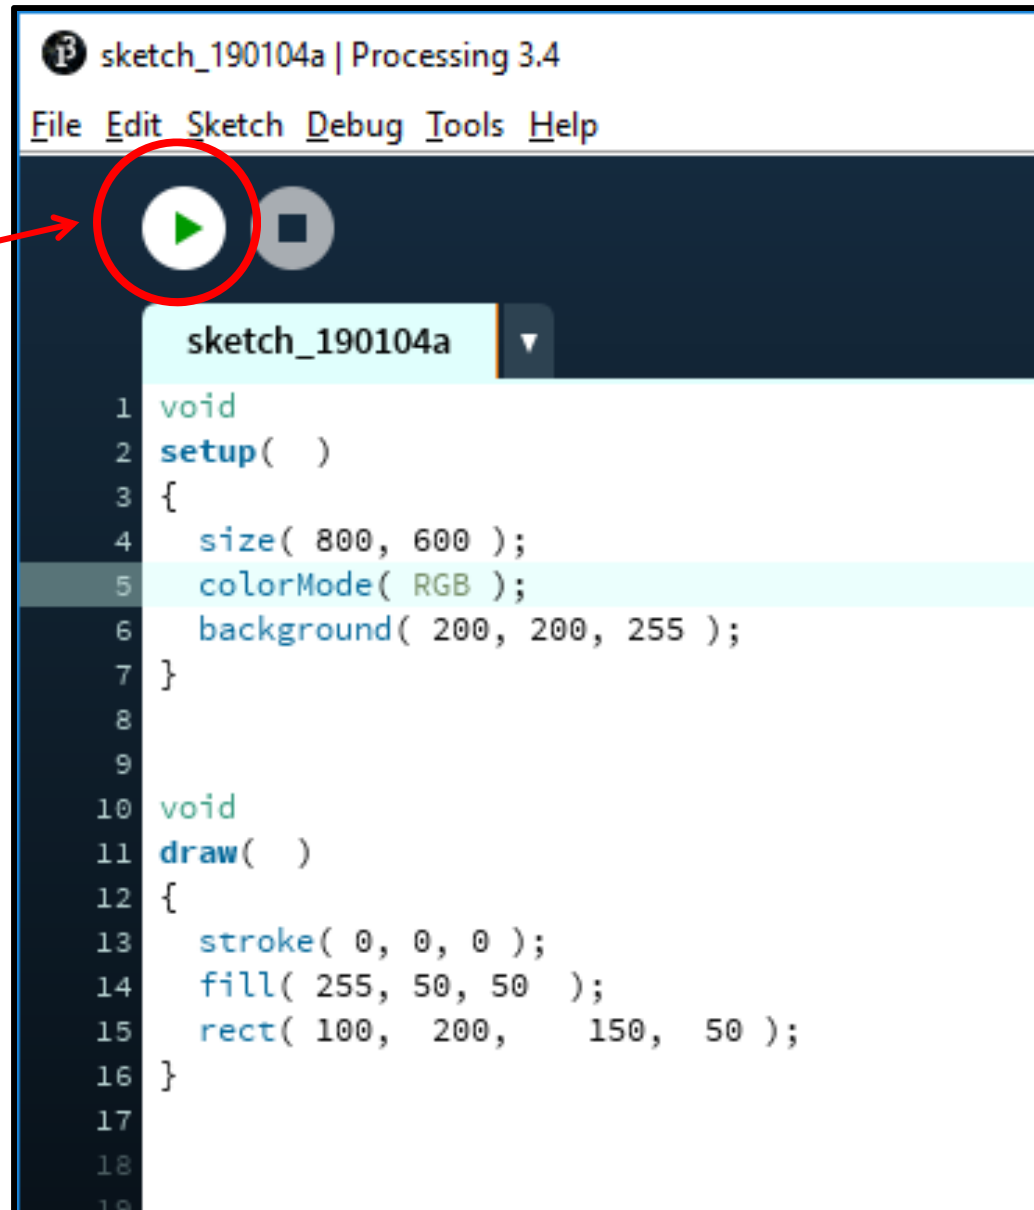 sketch_190104a | Processing 3.4
File Edit Sketch Debug Tools Help
sketch_190104a ▼
1 void
2 setup(  )
3 {
4   size( 800, 600 );
5   colorMode( RGB );
6   background( 200, 200, 255 );
7 }
8
9
10 void
11 draw(  )
12 {
13   stroke( 0, 0, 0 );
14   fill( 255, 50, 50  );
15   rect( 100,  200,    150,  50 );
16 }
17
18
19